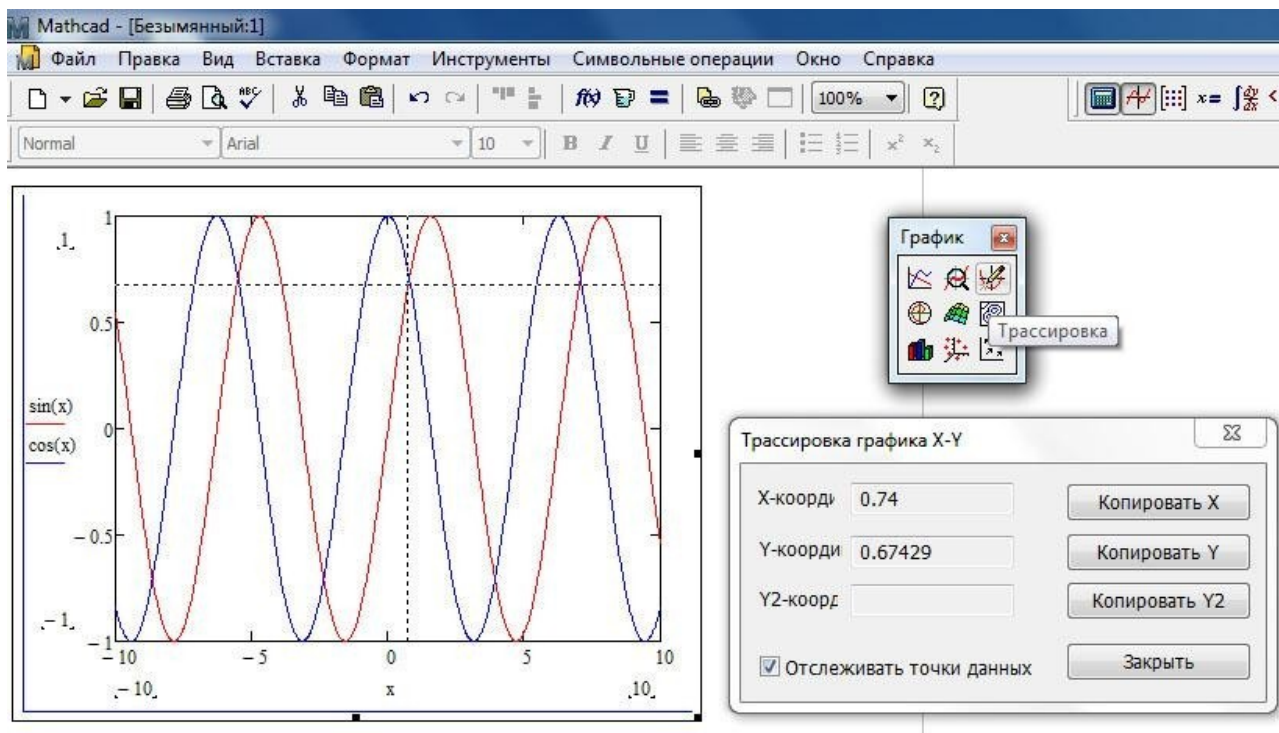 Mathcad - [Безымянный:1]
Файл Правка Вид Вставка Формат Инструменты Символьные операции Окно Справка
100%
Normal Arial 10 B I U
1
1
0.5
sin(x)
0
cos(x)
-0.5
-1
-1
-10 -5 0 5 10
-10 x 10
График
Трассировка
Трассировка графика X-Y
X-коорди 0.74 Копировать X
Y-коорди 0.67429 Копировать Y
Y2-коорд Копировать Y2
Отслеживать точки данных Закрыть